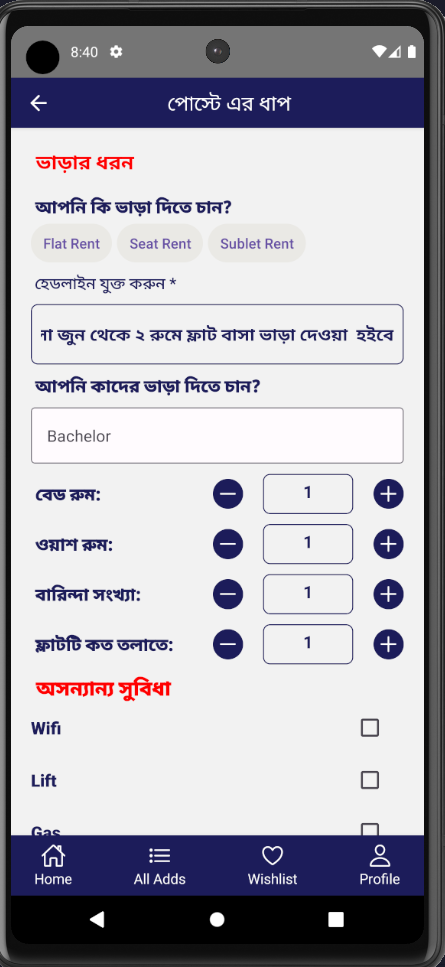 8:40
পোস্টে এর ধাপ
ভাড়ার ধরন
আপনি কি ভাড়া দিতে চান?
Flat Rent Seat Rent Sublet Rent
হেডলাইন যুক্ত করুন *
জুন থেকে ২ রুমে ফ্লাট বাসা ভাড়া দেওয়া হইবে
আপনি কাদের ভাড়া দিতে চান?
Bachelor
বেড রুম: 1
ওয়াশ রুম: 1
বারিন্দা সংখ্যা: 1
ফ্লাটটি কত তলাতে: 1
অসন্যান্য সুবিধা
Wifi
Lift
Gas
Home All Adds Wishlist Profile